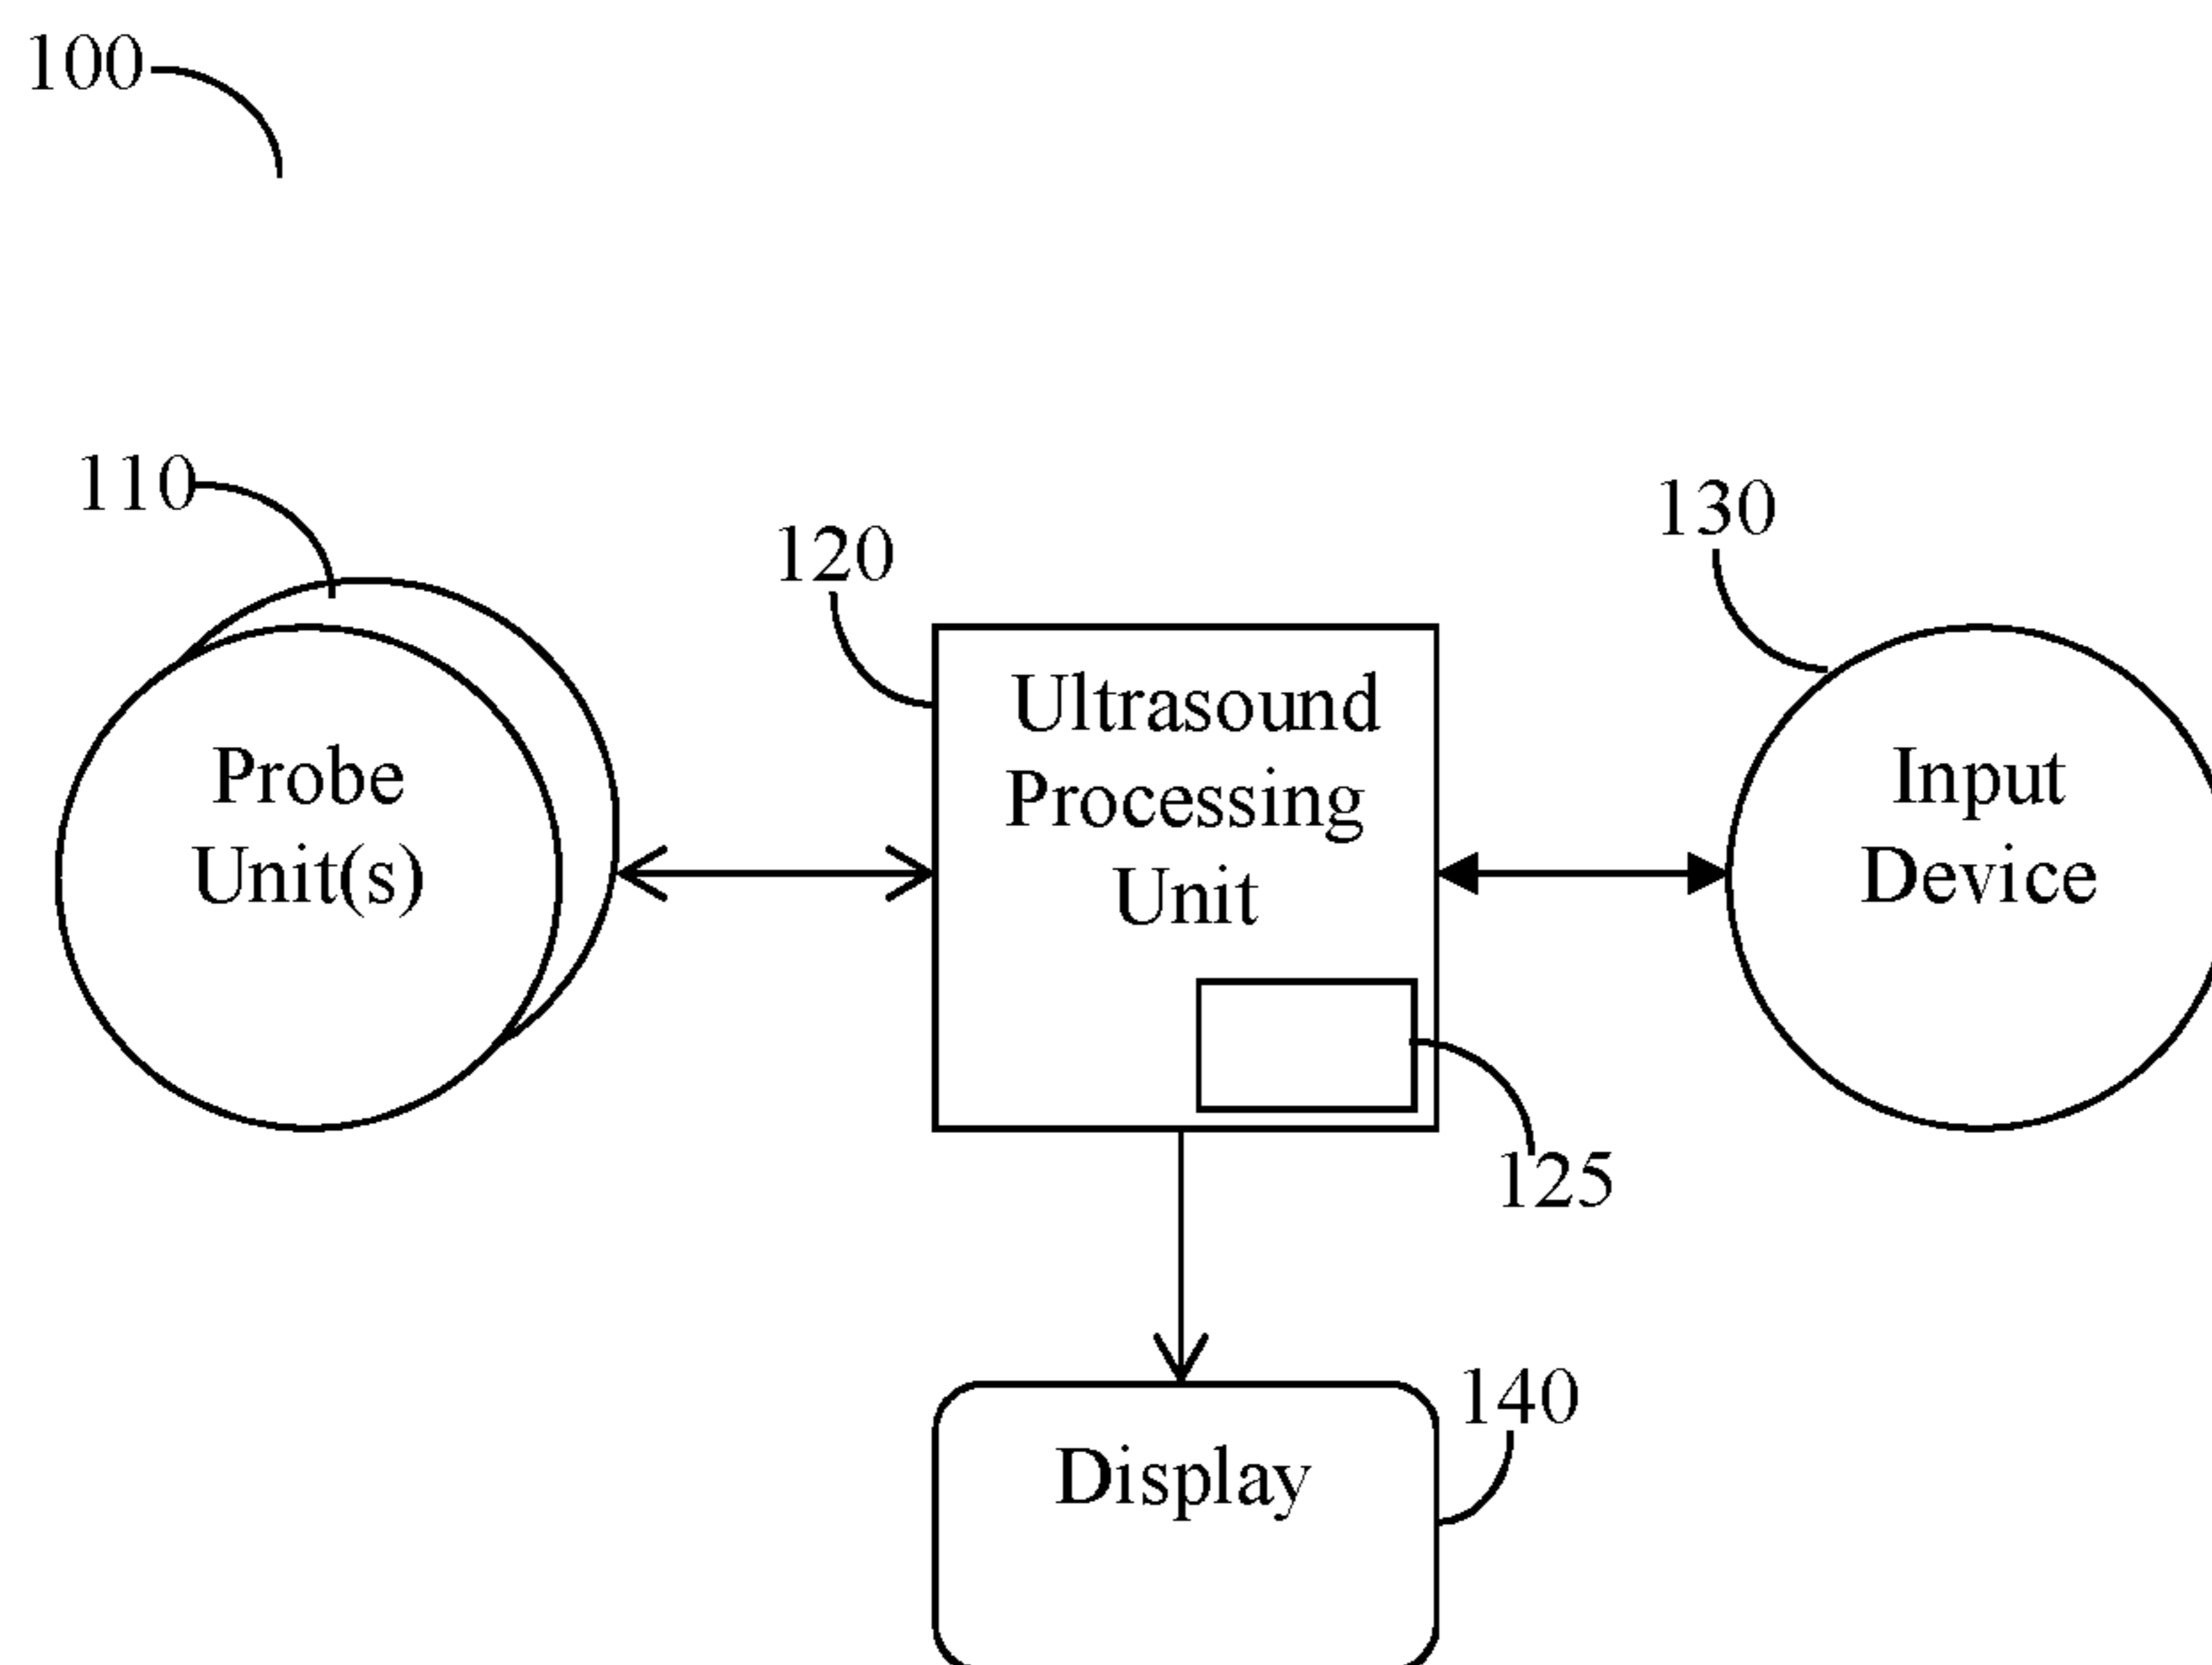 100
110
120
130
Probe
Unit(s)
Ultrasound
Processing
Unit
Input
Device
125
140
Display